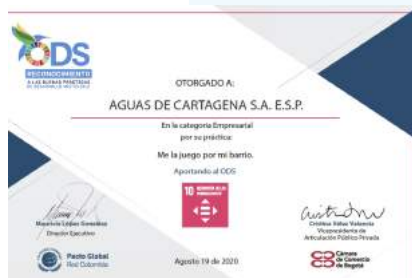 ODS
RECONOCIMIENTO
A LAS BUENAS PRÁCTICAS
DE DESARROLLO SOSTENIBLE
OTORGADO A:
AGUAS DE CARTAGENA S.A. E.S.P.
En la categoría Empresarial
por su práctica:
Me la juego por mi barrio.
Aportando al ODS
10 REDUCCIÓN DE LAS
DESIGUALDADES
Mauricio López González
Director Ejecutivo
Cristina Vélez Valencia
Vicepresidenta de
Articulación Público Privada
Pacto Global
Red Colombia
Agosto 19 de 2020
Cámara
de Comercio
de Bogotá